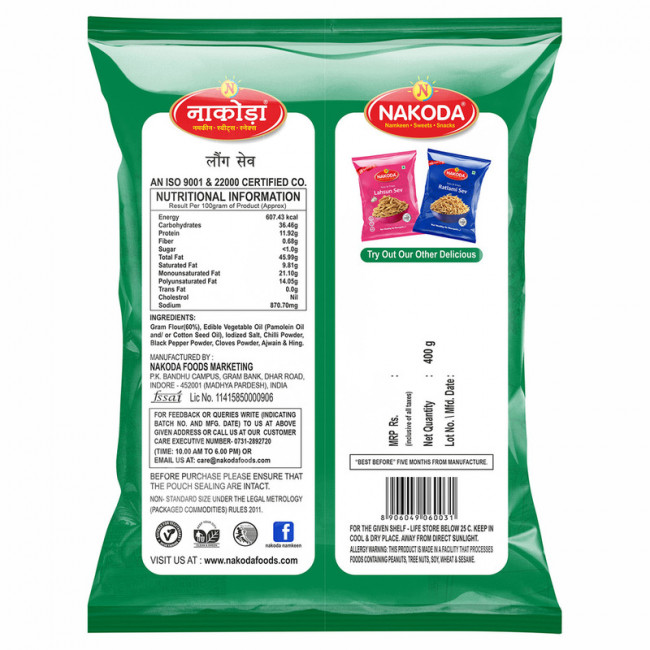 N
नाकोड़ा®
नमकीन • स्वीट्स • स्नेक्स
लौंग सेव
AN ISO 9001 & 22000 CERTIFIED CO.
NUTRITIONAL INFORMATION
Result Per 100gram of Product (Approx)
Energy 607.43 kcal
Carbohydrates 36.46g
Protein 11.92g
Fiber 0.68g
Sugar <1.0g
Total Fat 45.99g
Saturated Fat 9.81g
Monounsaturated Fat 21.10g
Polyunsaturated Fat 14.05g
Trans Fat 0.0g
Cholestrol Nil
Sodium 870.70mg
INGREDIENTS:
Gram Flour(60%), Edible Vegetable Oil (Pamolein Oil
and/ or Cotton Seed Oil), Iodized Salt, Chilli Powder,
Black Pepper Powder, Cloves Powder, Ajwain & Hing.
MANUFACTURED BY :
NAKODA FOODS MARKETING
P.K. BANDHU CAMPUS, GRAM BANK, DHAR ROAD,
INDORE - 452001 (MADHYA PARDESH), INDIA
fssai Lic No. 11415850000906
FOR FEEDBACK OR QUERIES WRITE (INDICATING
BATCH NO. AND MFG. DATE) TO US AT ABOVE
GIVEN ADDRESS OR CALL US AT OUR CUSTOMER
CARE EXECUTIVE NUMBER- 0731-2892720
(TIME: 10.00 AM TO 6.00 PM) OR
EMAIL US AT: care@nakodafoods.com
BEFORE PURCHASE PLEASE ENSURE THAT
THE POUCH SEALING ARE INTACT.
NON- STANDARD SIZE UNDER THE LEGAL METROLOGY
(PACKAGED COMMODITIES) RULES 2011.
f
nakoda namkeen
VISIT US AT : www.nakodafoods.com
N
NAKODA®
Namkeen • Sweets • Snacks
NAKODA
Lahsun Sev
NAKODA
Ratlami Sev
Try Out Our Other Delicious
MRP Rs. :
(inclusive of all taxes)
Net Quantity : 400 g
Lot No. \ Mfd. Date :
"BEST BEFORE" FIVE MONTHS FROM MANUFACTURE.
8 906049 060031
FOR THE GIVEN SHELF - LIFE STORE BELOW 25 C. KEEP IN
COOL & DRY PLACE. AWAY FROM DIRECT SUNLIGHT.
ALLERGY WARNING: THIS PRODUCT IS MADE IN A FACILITY THAT PROCESSES
FOODS CONTAINING PEANUTS, TREE NUTS, SOY, WHEAT & SESAME.